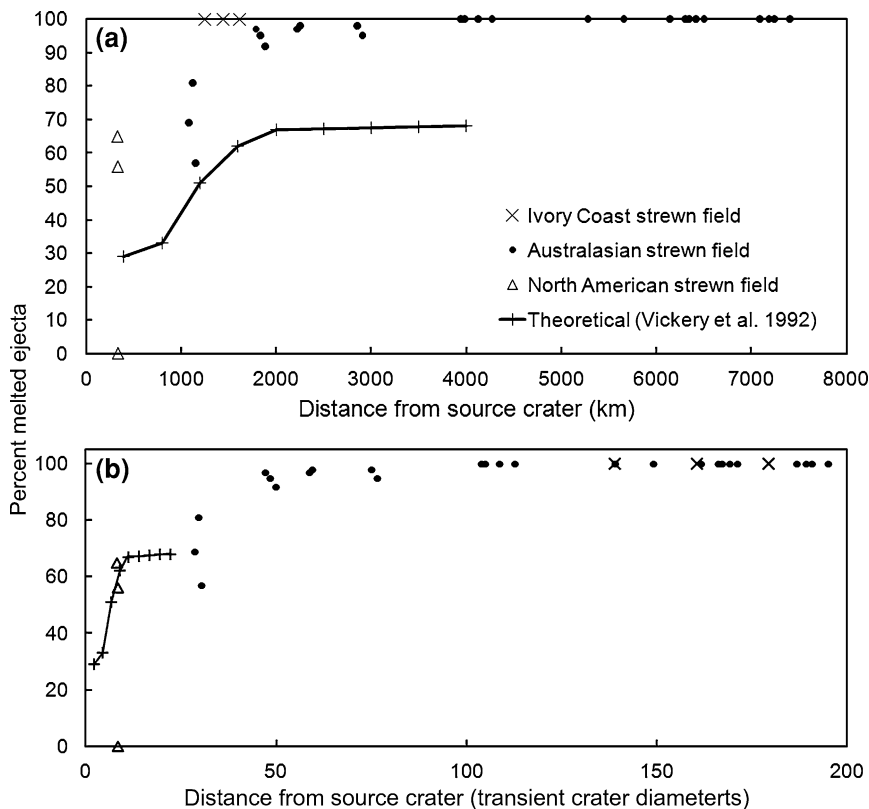 100
(a)
90
80
70
60
50
40
30
20
10
0
Ivory Coast strewn field
Australasian strewn field
North American strewn field
Theoretical (Vickery et al. 1992)
0 1000 2000 3000 4000 5000 6000 7000 8000
Distance from source crater (km)
Percent melted ejecta
(b)
100
80
60
40
20
0
0 50 100 150 200
Distance from source crater (transient crater diameterts)